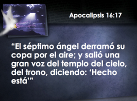 Apocalipsis 16:17
“El séptimo ángel derramó su
copa por el aire; y salió una
gran voz del templo del cielo,
del trono, diciendo: ‘Hecho
está’”